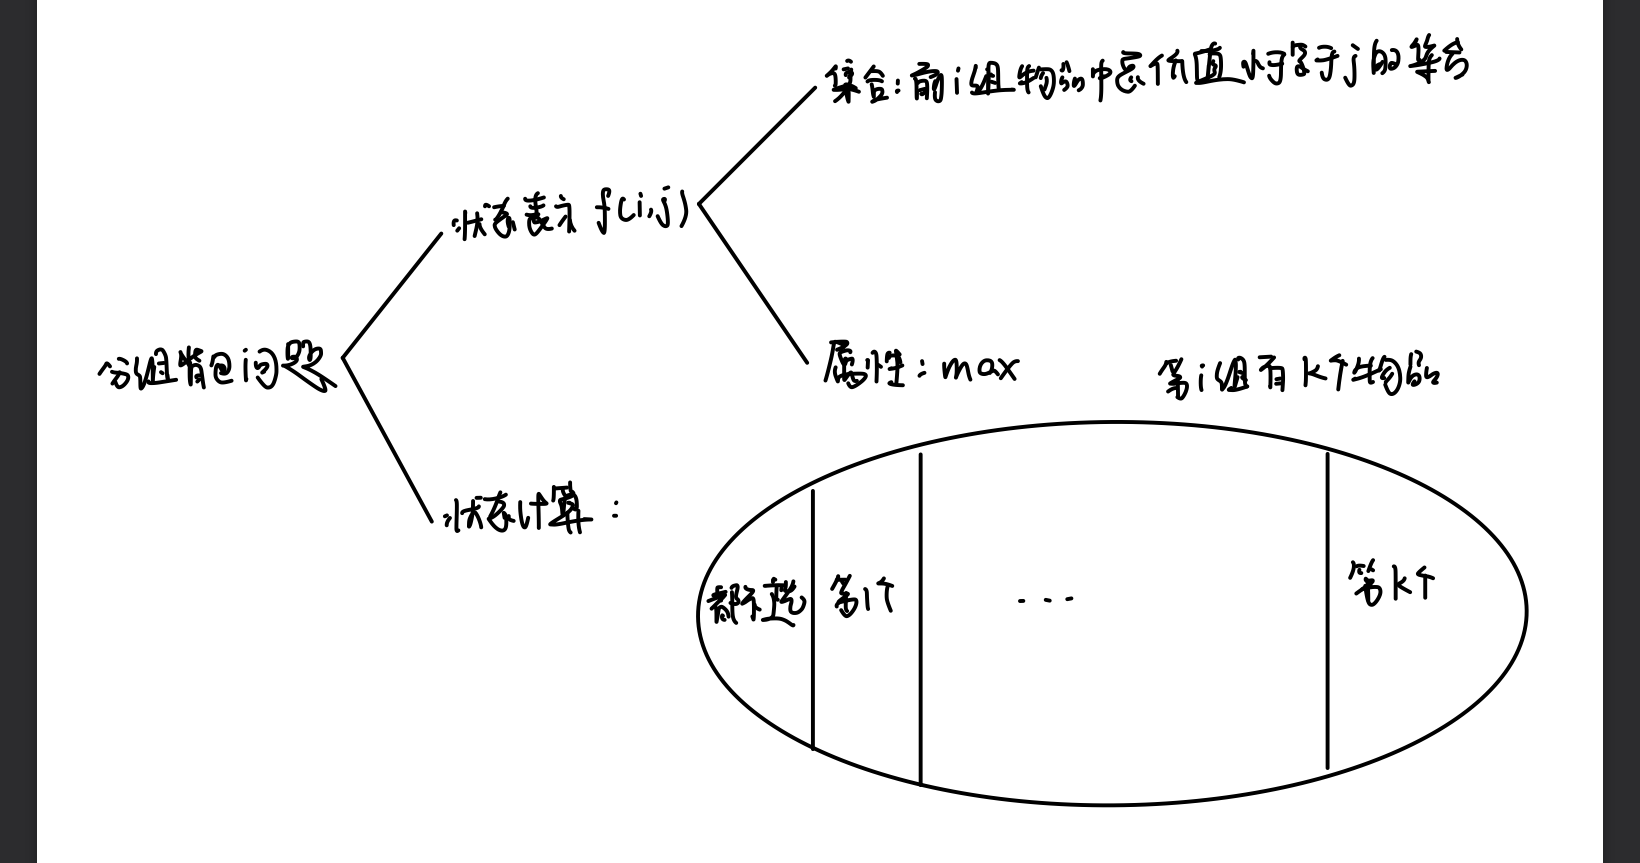 集合:前i组物品中总价值小于等于j的集合
状态表示 f(i,j)
分组背包问题
属性:max
第i组有k个物品
状态计算:
都不选
第1个
...
第k个